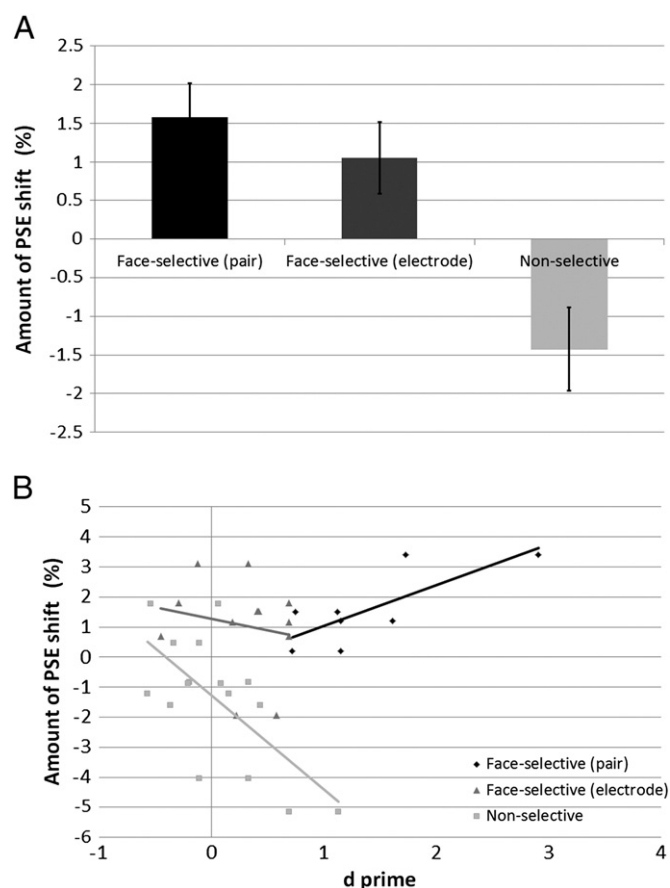 A
Amount of PSE shift (%)
2.5
2
1.5
1
0.5
0
-0.5
-1
-1.5
-2
-2.5
Face-selective (pair)
Face-selective (electrode)
Non-selective
B
Amount of PSE shift (%)
5
4
3
2
1
0
-1
-2
-3
-4
-5
-6
Face-selective (pair)
Face-selective (electrode)
Non-selective
-1
0
1
2
3
4
d prime